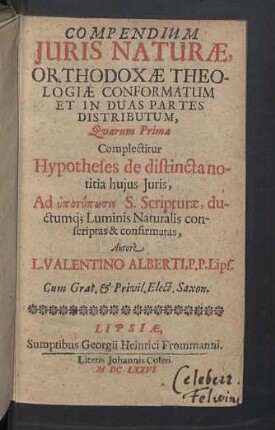 COMPENDIUM
JURIS NATURÆ,
ORTHODOXÆ THEO-
LOGIÆ CONFORMATUM
ET IN DUAS PARTES
DISTRIBUTUM,
Quarum Prima
Complectitur
Hypotheses de distincta no-
titia hujus Juris,
Ad ὑποτύπωσιν S. Scripturæ, du-
ctumq; Luminis Naturalis con-
scriptas & confirmatas,
Autore
L. VALENTINO ALBERTI, P.P. Lips.
Cum Grat. & Privil. Elect. Saxon.
LIPSIÆ,
Sumptibus Georgii Heinrici Frommanni.
Literis Johannis Coleri.
M DC LXXVI
Celeberr.
Felwing